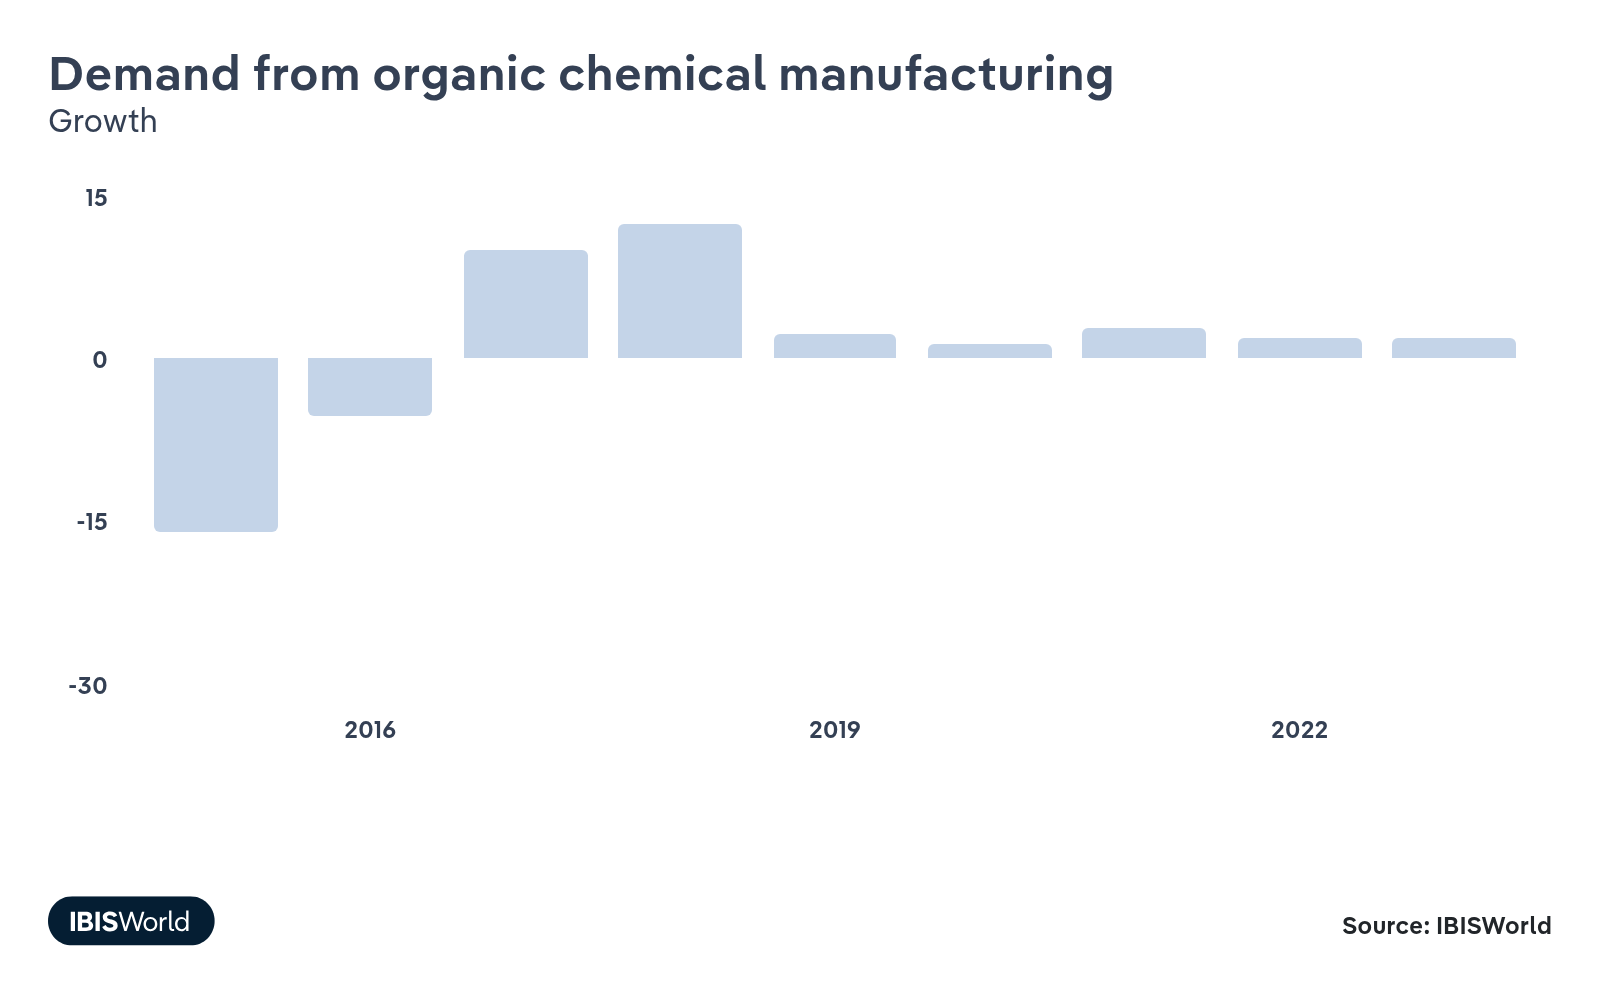 Demand from organic chemical manufacturing
Growth
15
0
-15
-30
2016 2019 2022
IBISWorld
Source: IBISWorld